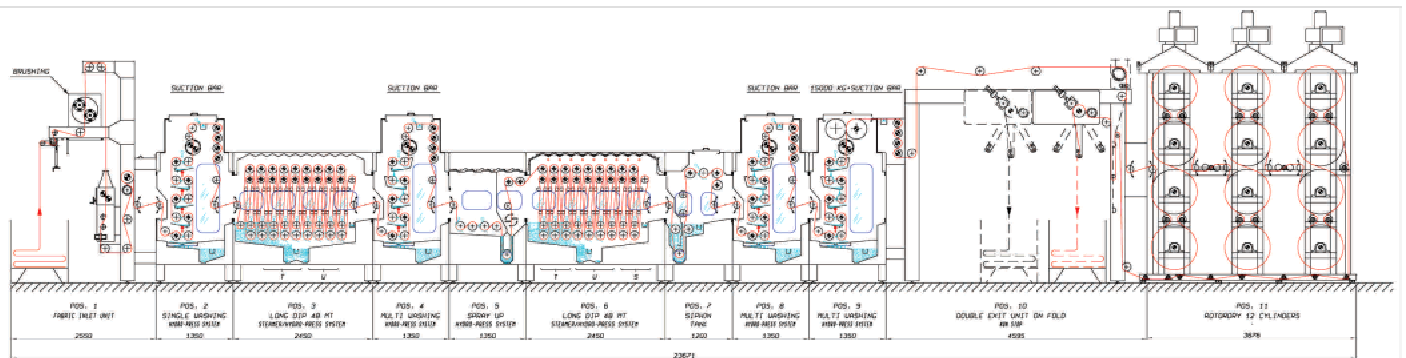 BRUSHING
SUCTION BAR
SUCTION BAR
SUCTION BAR
15000 KG+SUCTION BAR
T
U
T
U
S
POS. 1
FABRIC INLET UNIT
2550
POS. 2
SINGLE WASHING
HYDRO-PRESS SYSTEM
1350
POS. 3
LONG DIP 40 MT
STEAMER/HYDRO-PRESS SYSTEM
2450
POS. 4
MULTI WASHING
HYDRO-PRESS SYSTEM
1350
POS. 5
SPRAY UP
HYDRO-PRESS SYSTEM
1350
POS. 6
LONG DIP 40 MT
STEAMER/HYDRO-PRESS SYSTEM
2450
POS. 7
SIPHON
TANK
1200
POS. 8
MULTI WASHING
HYDRO-PRESS SYSTEM
1350
POS. 9
MULTI WASHING
HYDRO-PRESS SYSTEM
1350
POS. 10
DOUBLE EXIT UNIT ON FOLD
4595
POS. 11
ROTORDRY 12 CYLINDERS
3678
23671